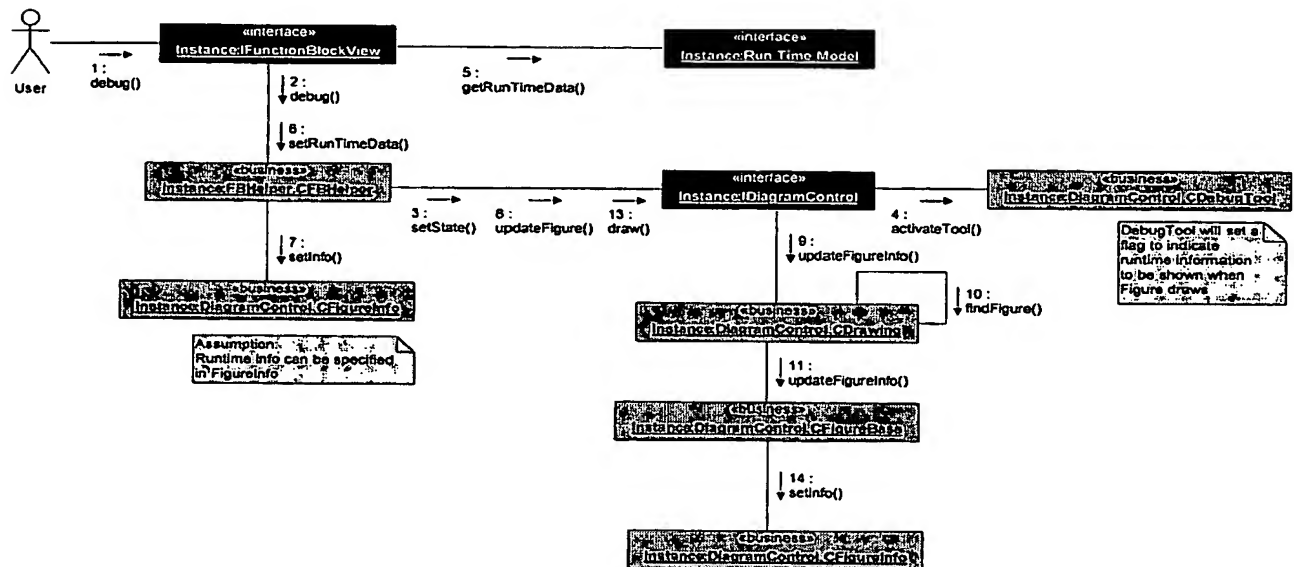 User
1 :
debug()
«interface»
Instance:IFunctionBlockView
5 :
getRunTimeData()
«interface»
Instance:Run Time Model
2 :
debug()
6 :
setRunTimeData()
«business»
Instance:FBHelper.CFBHelper
3 :
setState()
8 :
updateFigure()
13 :
draw()
«interface»
Instance:IDiagramControl
4 :
activateTool()
«business»
Instance:DiagramControl.CDebugTool
DebugTool will set a
flag to indicate
runtime information
to be shown when
Figure draws
7 :
setInfo()
«business»
Instance:DiagramControl.CFigureInfo
Assumption:
Runtime Info can be specified
in FigureInfo
9 :
updateFigureInfo()
10 :
findFigure()
«business»
Instance:DiagramControl.CDrawing
11 :
updateFigureInfo()
«business»
Instance:DiagramControl.CFigureBase
14 :
setInfo()
«business»
Instance:DiagramControl.CFigureInfo